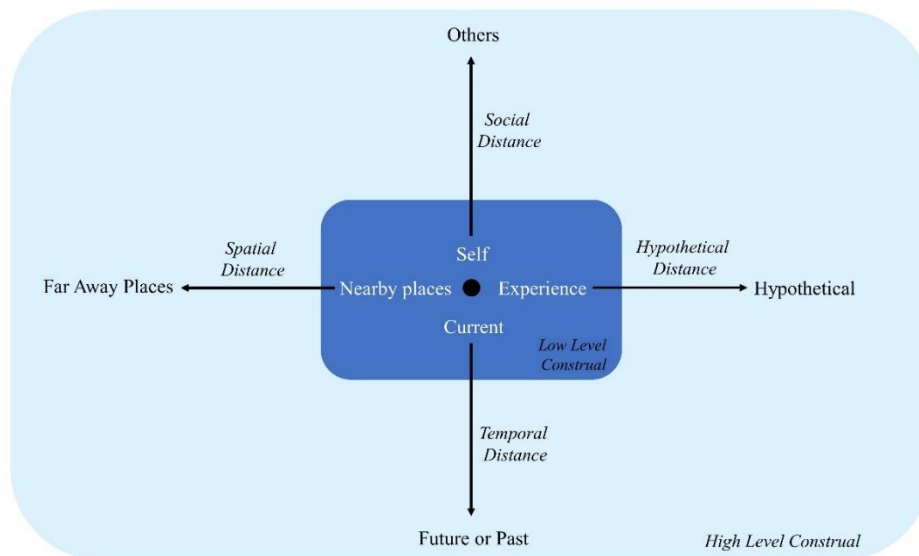 Others
Social
Distance
Self
Spatial
Distance
Hypothetical
Distance
Far Away Places
Nearby places
Experience
Hypothetical
Current
Low Level
Construal
Temporal
Distance
Future or Past
High Level Construal